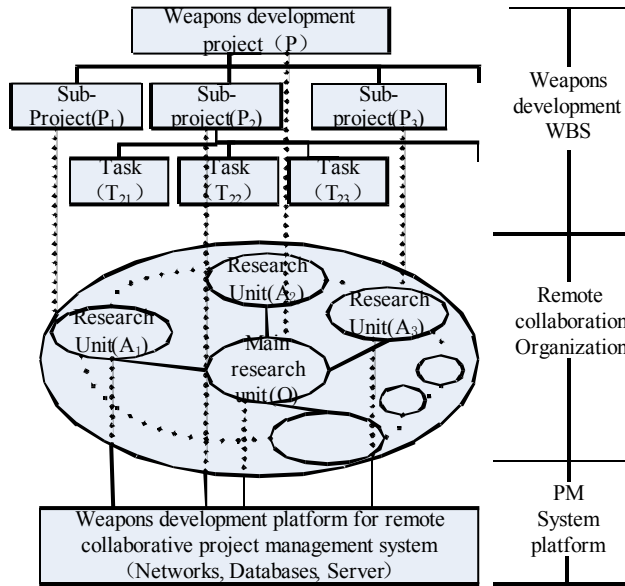 Weapons development
project（P）
Sub-
Project(P₁)
Sub-
project(P₂)
Sub-
project(P₃)
Task
（T₂₁）
Task
（T₂₂）
Task
（T₂₃）
Weapons
development
WBS
Research
Unit(A₂)
Research
Unit(A₁)
Research
Unit(A₃)
Main
research
unit(O)
Remote
collaboration
Organization
Weapons development platform for remote
collaborative project management system
（Networks, Databases, Server）
PM
System
platform